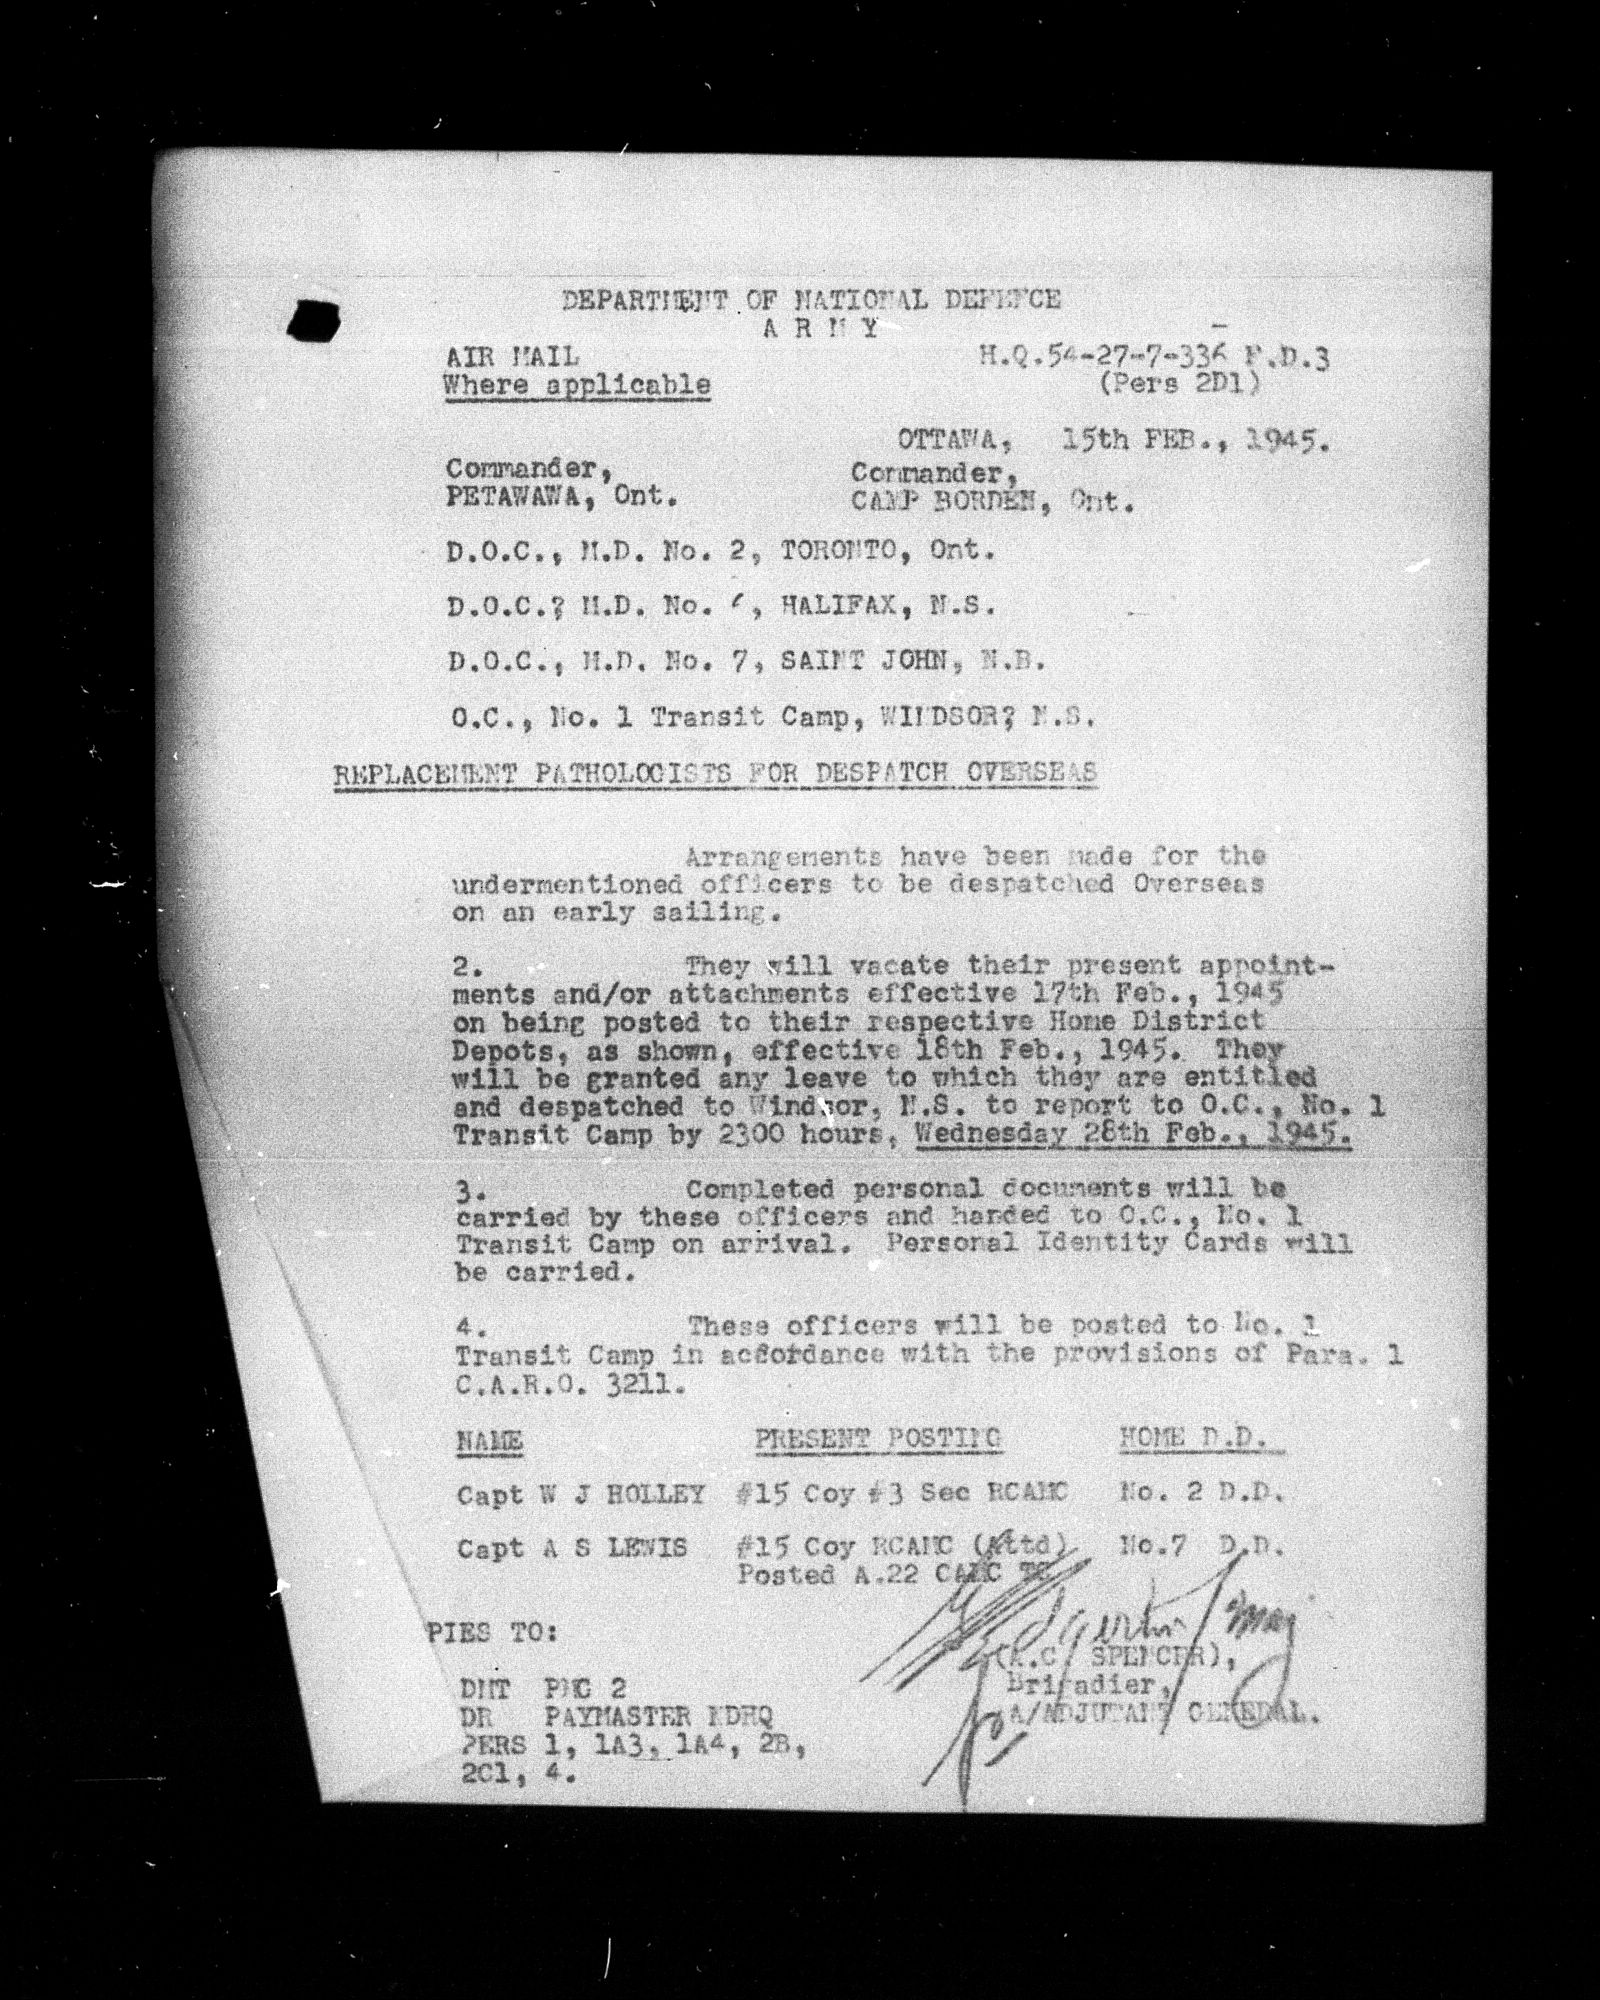 DEPARTMENT OF NATIONAL DEFENCE
A R M Y
AIR MAIL H.Q.54-27-7-336 F.D.3
Where applicable (Pers 2D1)
OTTAWA, 15th FEB., 1945.
Commander, Commander,
PETAWAWA, Ont. CAMP BORDEN, Ont.
D.O.C., M.D. No. 2, TORONTO, Ont.
D.O.C.? M.D. No. , HALIFAX, N.S.
D.O.C., M.D. No. 7, SAINT JOHN, N.B.
O.C., No. 1 Transit Camp, WINDSOR? N.S.
REPLACEMENT PATHOLOGISTS FOR DESPATCH OVERSEAS
Arrangements have been made for the
undermentioned officers to be despatched Overseas
on an early sailing.
2. They will vacate their present appoint-
ments and/or attachments effective 17th Feb., 1945
on being posted to their respective Home District
Depots, as shown, effective 18th Feb., 1945. They
will be granted any leave to which they are entitled
and despatched to Windsor, N.S. to report to O.C., No. 1
Transit Camp by 2300 hours, Wednesday 28th Feb., 1945.
3. Completed personal documents will be
carried by these officers and handed to O.C., No. 1
Transit Camp on arrival. Personal Identity Cards will
be carried.
4. These officers will be posted to No. 1
Transit Camp in accordance with the provisions of Para. 1
C.A.R.O. 3211.
NAME PRESENT POSTING HOME D.D.
Capt W J HOLLEY #15 Coy #3 Sec RCAMC No. 2 D.D.
Capt A S LEWIS #15 Coy RCAMC (Attd) No.7 D.D.
Posted A.22 CAMC TC
Maj
PIES TO:
(A.C. SPENCER),
Brigadier,
for A/ADJUTANT GENERAL.
DMT PMC 2
DR PAYMASTER NDHQ
PERS 1, 1A3, 1A4, 2B,
2C1, 4.